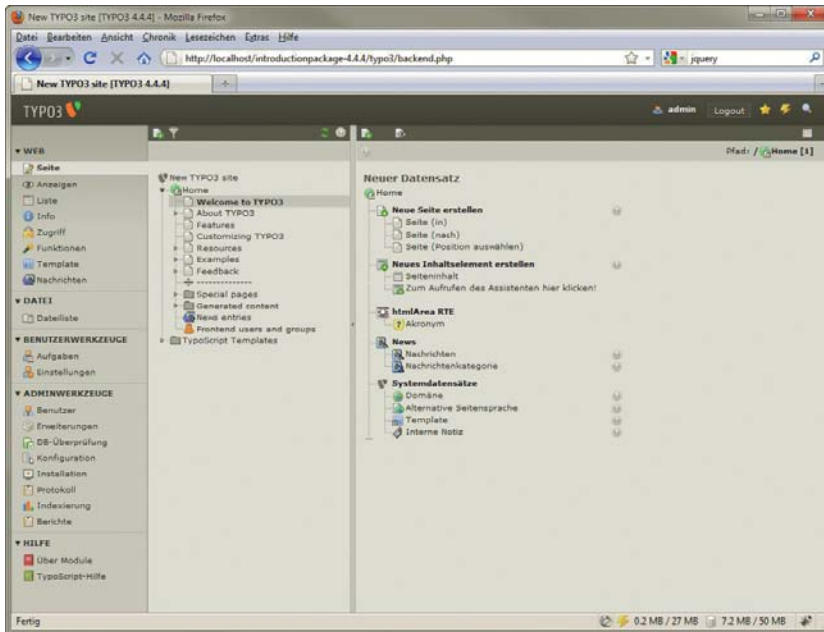 New TYPO3 site [TYPO3 4.4.4] - Mozilla Firefox
Datei Bearbeiten Ansicht Chronik Lesezeichen Extras Hilfe
http://localhost/introductionpackage-4.4.4/typo3/backend.php
jquery
New TYPO3 site [TYPO3 4.4.4]
TYPO3
admin
Logout
Pfad: / Home [1]
WEB
Seite
Anzeigen
Liste
Info
Zugriff
Funktionen
Template
Nachrichten
DATEI
Dateiliste
BENUTZERWERKZEUGE
Aufgaben
Einstellungen
ADMINWERKZEUGE
Benutzer
Erweiterungen
DB-Überprüfung
Konfiguration
Installation
Protokoll
Indexierung
Berichte
HILFE
Über Module
TypoScript-Hilfe
New TYPO3 site
Home
Welcome to TYPO3
About TYPO3
Features
Customizing TYPO3
Resources
Examples
Feedback
--------------
Special pages
Generated content
News entries
Frontend users and groups
TypoScript Templates
Neuer Datensatz
Home
Neue Seite erstellen
Seite (in)
Seite (nach)
Seite (Position auswählen)
Neues Inhaltselement erstellen
Seiteninhalt
Zum Aufrufen des Assistenten hier klicken!
htmlArea RTE
Akronym
News
Nachrichten
Nachrichtenkategorie
Systemdatensätze
Domäne
Alternative Seitensprache
Template
Interne Notiz
Fertig
0.2 MB / 27 MB
7.2 MB / 50 MB